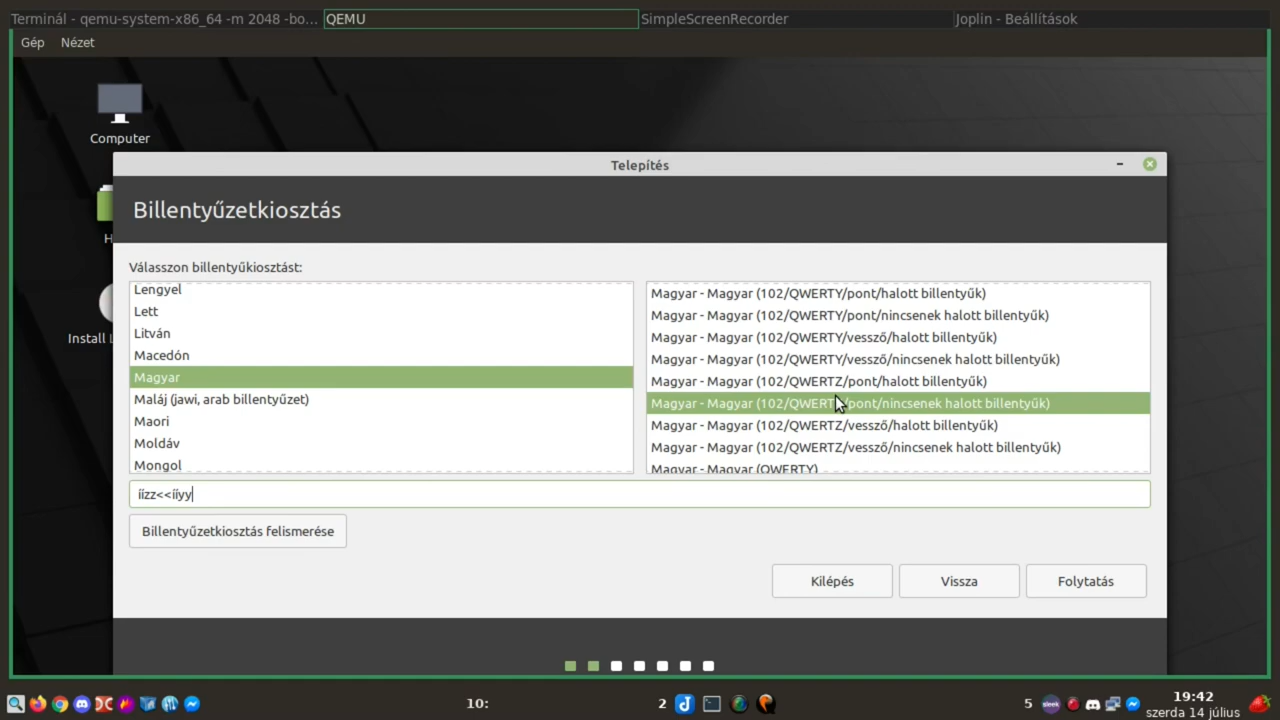 Terminál - qemu-system-x86_64 -m 2048 -bo...
QEMU
SimpleScreenRecorder
Joplin - Beállítások
Gép
Nézet
Computer
H
Install L
Telepítés
Billentyűzetkiosztás
Válasszon billentyűkiosztást:
Lengyel
Lett
Litván
Macedón
Magyar
Maláj (jawi, arab billentyűzet)
Maori
Moldáv
Mongol
Magyar - Magyar (102/QWERTY/pont/halott billentyűk)
Magyar - Magyar (102/QWERTY/pont/nincsenek halott billentyűk)
Magyar - Magyar (102/QWERTY/vessző/halott billentyűk)
Magyar - Magyar (102/QWERTY/vessző/nincsenek halott billentyűk)
Magyar - Magyar (102/QWERTZ/pont/halott billentyűk)
Magyar - Magyar (102/QWERTZ/pont/nincsenek halott billentyűk)
Magyar - Magyar (102/QWERTZ/vessző/halott billentyűk)
Magyar - Magyar (102/QWERTZ/vessző/nincsenek halott billentyűk)
Magyar - Magyar (QWERTY)
íízz<<ííyy
Billentyűzetkiosztás felismerése
Kilépés
Vissza
Folytatás
10:
2
5
sleek
19:42
szerda 14 július